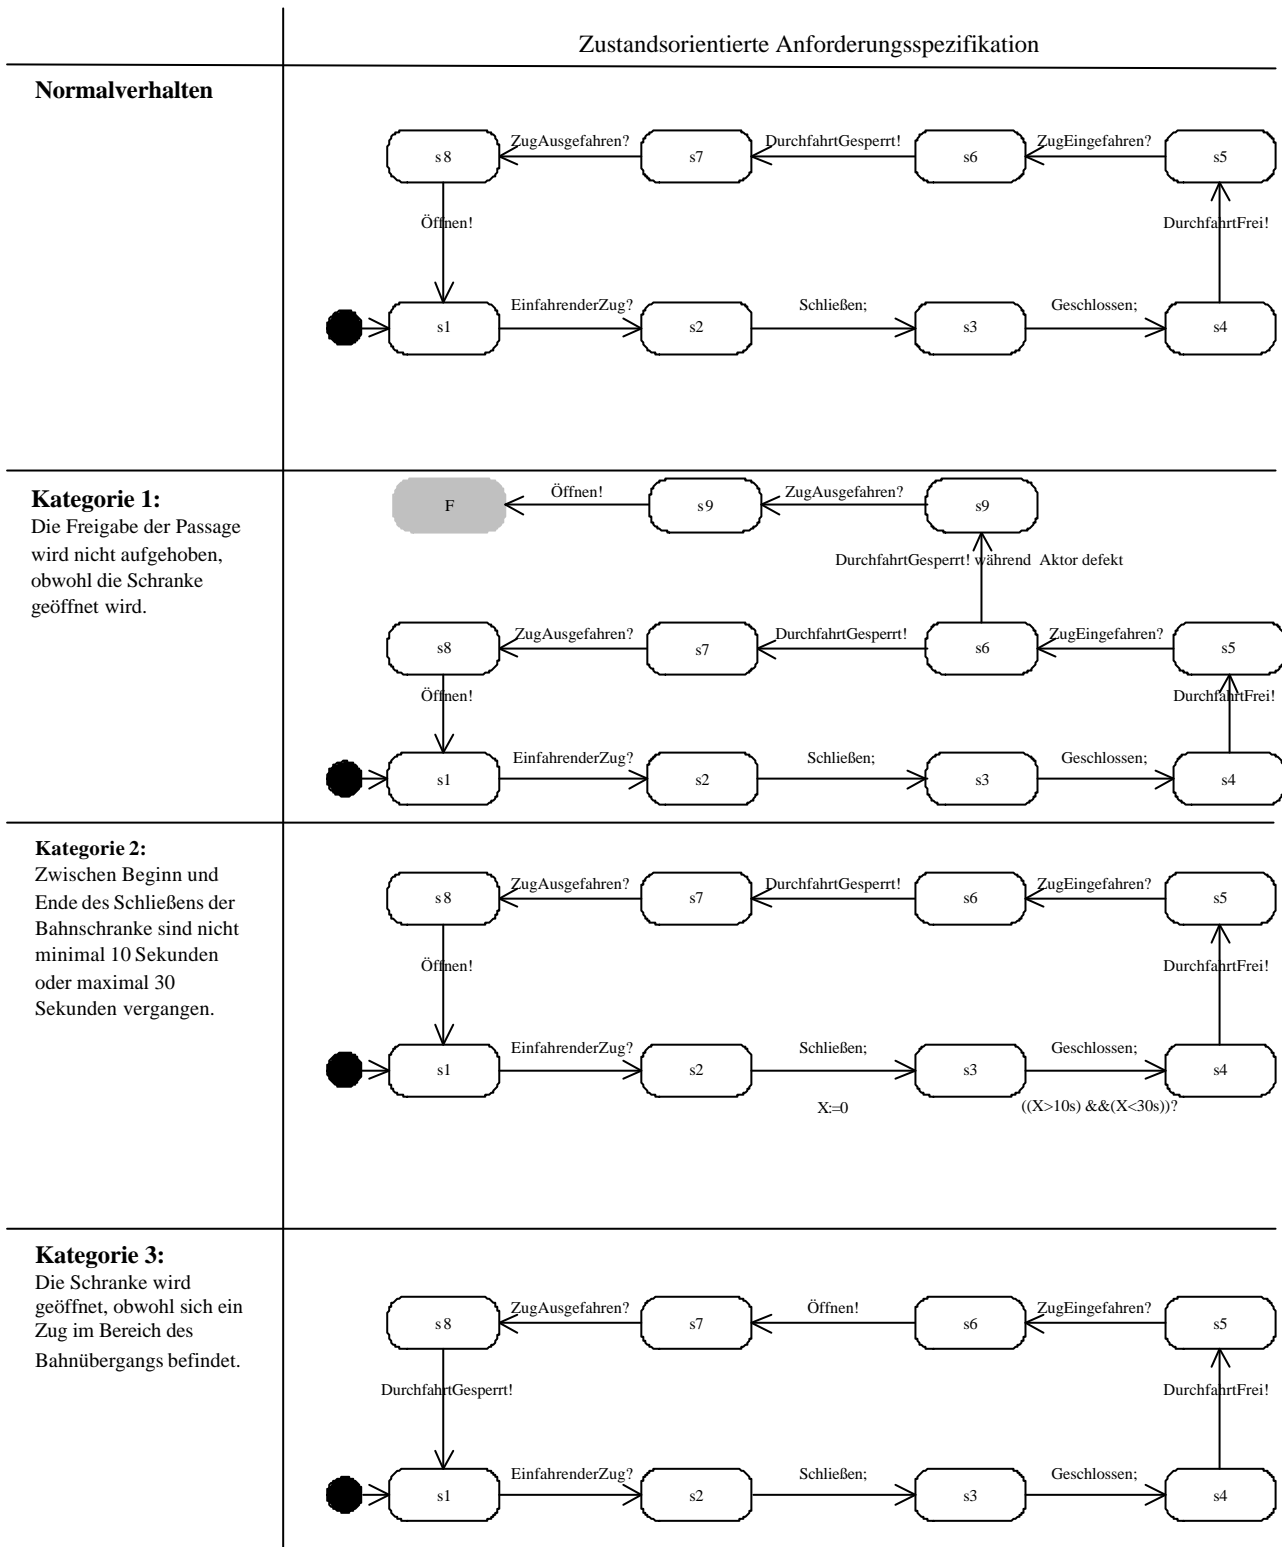 Zustandsorientierte Anforderungsspezifikation
Normalverhalten
ZugAusgefahren? DurchfahrtGesperrt! ZugEingefahren?
s8 s7 s6 s5
Öffnen! DurchfahrtFrei!
EinfahrenderZug? Schließen; Geschlossen;
s1 s2 s3 s4
Kategorie 1:
Die Freigabe der Passage
wird nicht aufgehoben,
obwohl die Schranke
geöffnet wird.
Öffnen! ZugAusgefahren?
F s9 s9
DurchfahrtGesperrt! während Aktor defekt
ZugAusgefahren? DurchfahrtGesperrt! ZugEingefahren?
s8 s7 s6 s5
Öffnen! DurchfahrtFrei!
EinfahrenderZug? Schließen; Geschlossen;
s1 s2 s3 s4
Kategorie 2:
Zwischen Beginn und
Ende des Schließens der
Bahnschranke sind nicht
minimal 10 Sekunden
oder maximal 30
Sekunden vergangen.
ZugAusgefahren? DurchfahrtGesperrt! ZugEingefahren?
s8 s7 s6 s5
Öffnen! DurchfahrtFrei!
EinfahrenderZug? Schließen; Geschlossen;
s1 s2 s3 s4
X:=0 ((X>10s) &&(X<30s))?
Kategorie 3:
Die Schranke wird
geöffnet, obwohl sich ein
Zug im Bereich des
Bahnübergangs befindet.
ZugAusgefahren? Öffnen! ZugEingefahren?
s8 s7 s6 s5
DurchfahrtGesperrt! DurchfahrtFrei!
EinfahrenderZug? Schließen; Geschlossen;
s1 s2 s3 s4